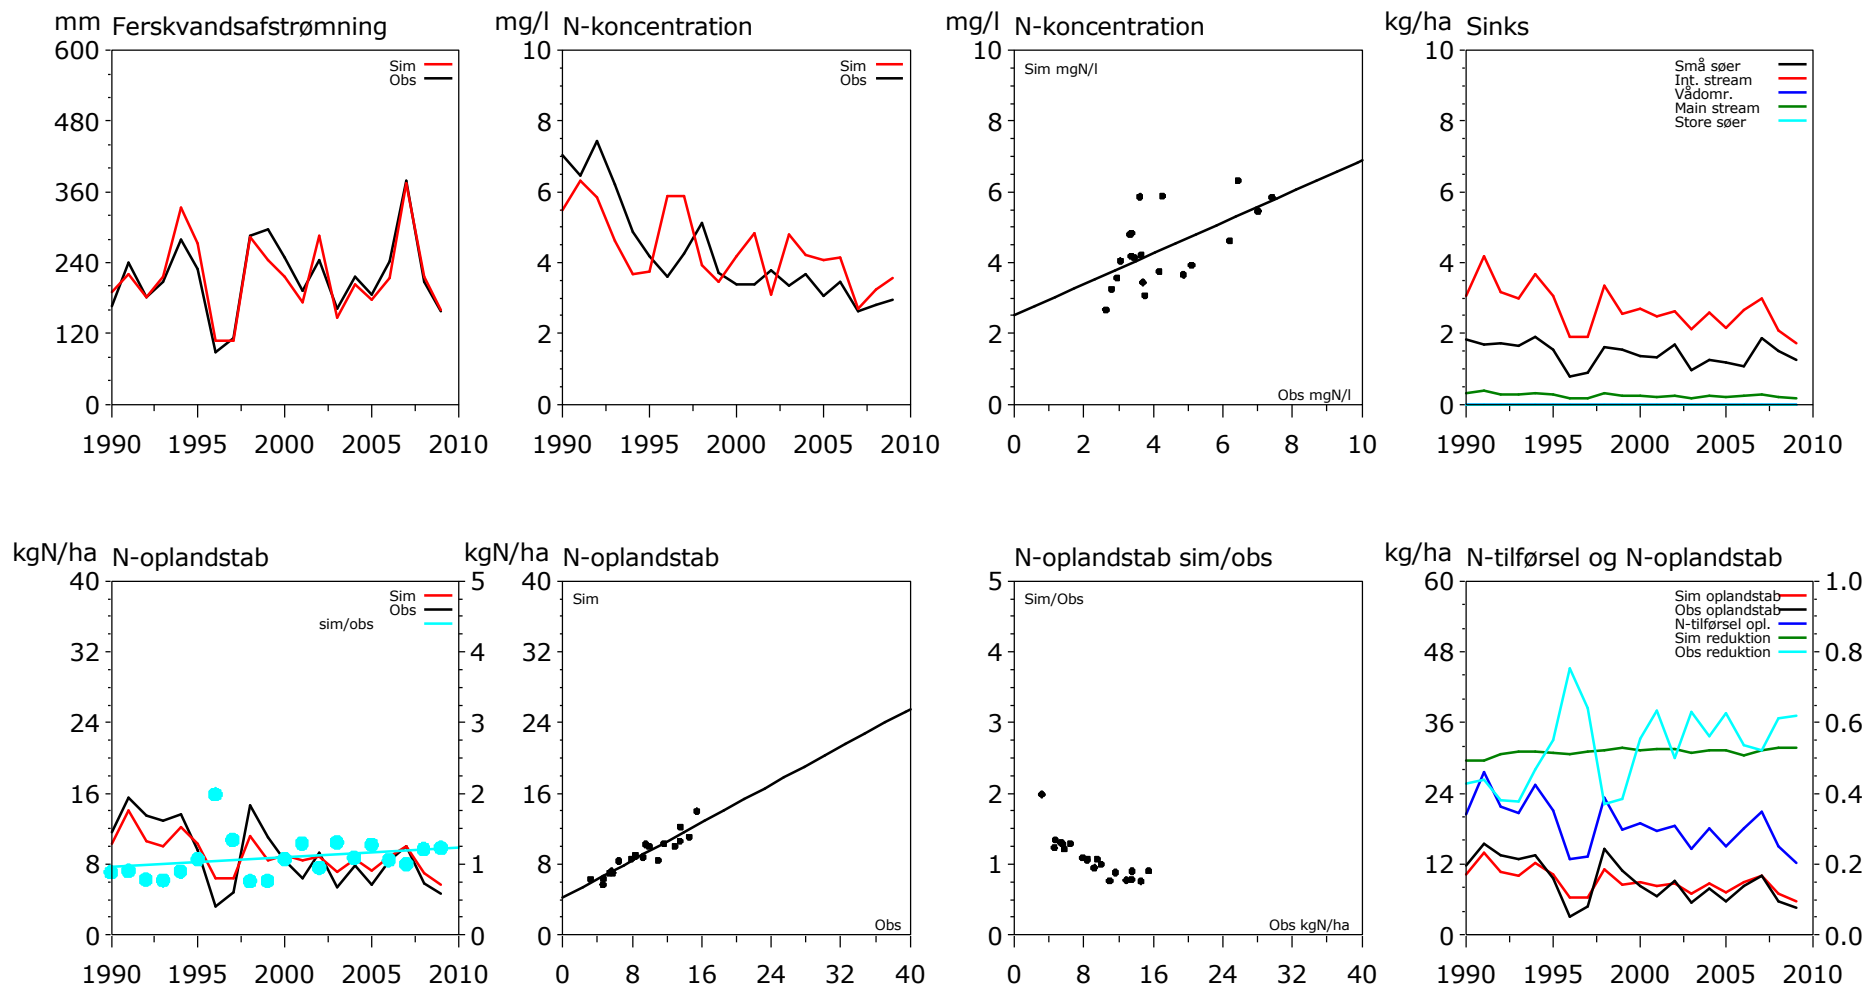 mm Ferskvandsafstrømning
600
480
360
240
120
0
Sim
Obs
1990 1995 2000 2005 2010
mg/l N-koncentration
10
8
6
4
2
0
Sim
Obs
1990 1995 2000 2005 2010
mg/l N-koncentration
10
8
6
4
2
0
Sim mgN/l
Obs mgN/l
0 2 4 6 8 10
kg/ha Sinks
10
8
6
4
2
0
Små søer
Int. stream
Vådomr.
Main stream
Store søer
1990 1995 2000 2005 2010
kgN/ha N-oplandstab
40
32
24
16
8
0
Sim
Obs
sim/obs
5
4
3
2
1
0
1990 1995 2000 2005 2010
kgN/ha N-oplandstab
40
32
24
16
8
0
Sim
Obs
0 8 16 24 32 40
N-oplandstab sim/obs
5
4
3
2
1
0
Sim/Obs
Obs kgN/ha
0 8 16 24 32 40
kg/ha N-tilførsel og N-oplandstab
60
48
36
24
12
0
Sim oplandstab
Obs oplandstab
N-tilførsel opl.
Sim reduktion
Obs reduktion
1.0
0.8
0.6
0.4
0.2
0.0
1990 1995 2000 2005 2010